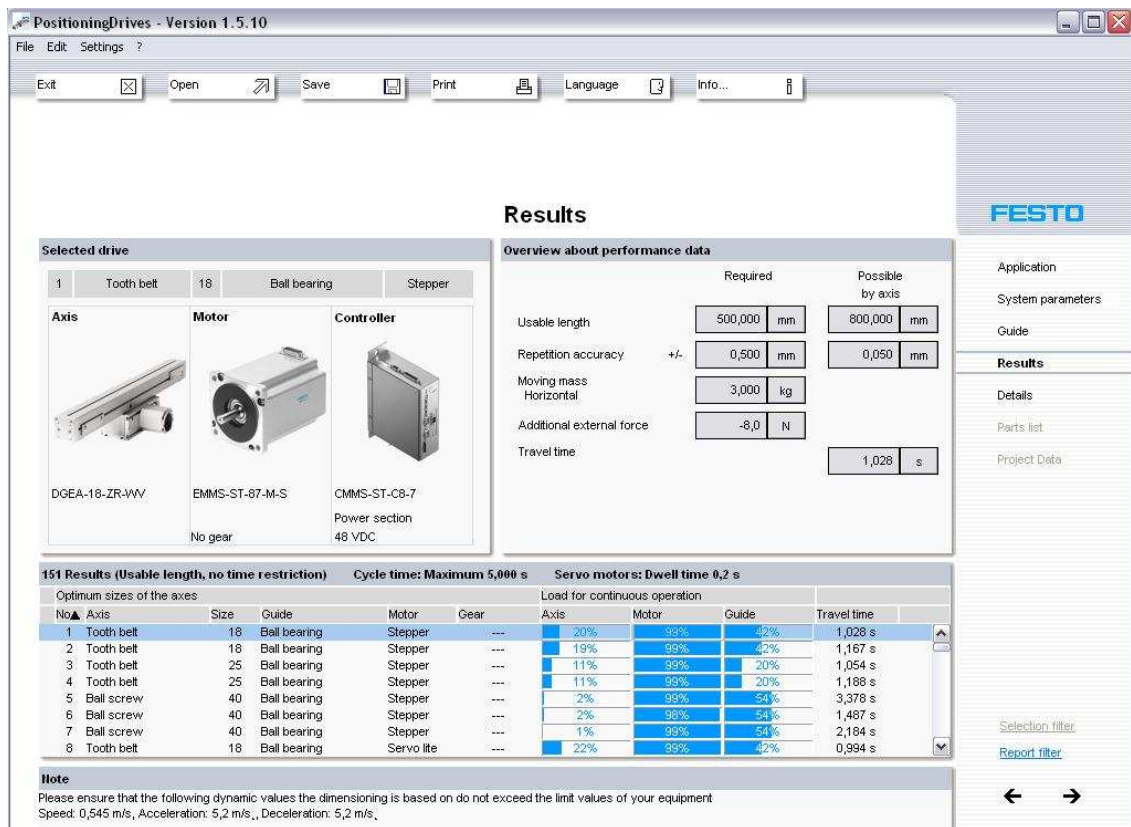 PositioningDrives - Version 1.5.10
File Edit Settings ?
Exit Open Save Print Language Info...
Results
FESTO
Selected drive
1 Tooth belt 18 Ball bearing Stepper
Axis Motor Controller
DGEA-18-ZR-WV EMMS-ST-87-M-S CMMS-ST-C8-7
Power section
No gear 48 VDC
Overview about performance data
Required Possible
by axis
Usable length 500,000 mm 800,000 mm
Repetition accuracy +/- 0,500 mm 0,050 mm
Moving mass
Horizontal 3,000 kg
Additional external force -8,0 N
Travel time 1,028 s
Application
System parameters
Guide
Results
Details
Parts list
Project Data
151 Results (Usable length, no time restriction) Cycle time: Maximum 5,000 s Servo motors: Dwell time 0,2 s
Optimum sizes of the axes Load for continuous operation
No▲ Axis Size Guide Motor Gear Axis Motor Guide Travel time
1 Tooth belt 18 Ball bearing Stepper --- 20% 99% 42% 1,028 s
2 Tooth belt 18 Ball bearing Stepper --- 19% 99% 42% 1,167 s
3 Tooth belt 25 Ball bearing Stepper --- 11% 99% 20% 1,054 s
4 Tooth belt 25 Ball bearing Stepper --- 11% 99% 20% 1,188 s
5 Ball screw 40 Ball bearing Stepper --- 2% 99% 54% 3,378 s
6 Ball screw 40 Ball bearing Stepper --- 2% 98% 54% 1,487 s
7 Ball screw 40 Ball bearing Stepper --- 1% 99% 54% 2,184 s
8 Tooth belt 18 Ball bearing Servo lite --- 22% 99% 42% 0,994 s
Selection filter
Report filter
Note
Please ensure that the following dynamic values the dimensioning is based on do not exceed the limit values of your equipment
Speed: 0,545 m/s, Acceleration: 5,2 m/s., Deceleration: 5,2 m/s.